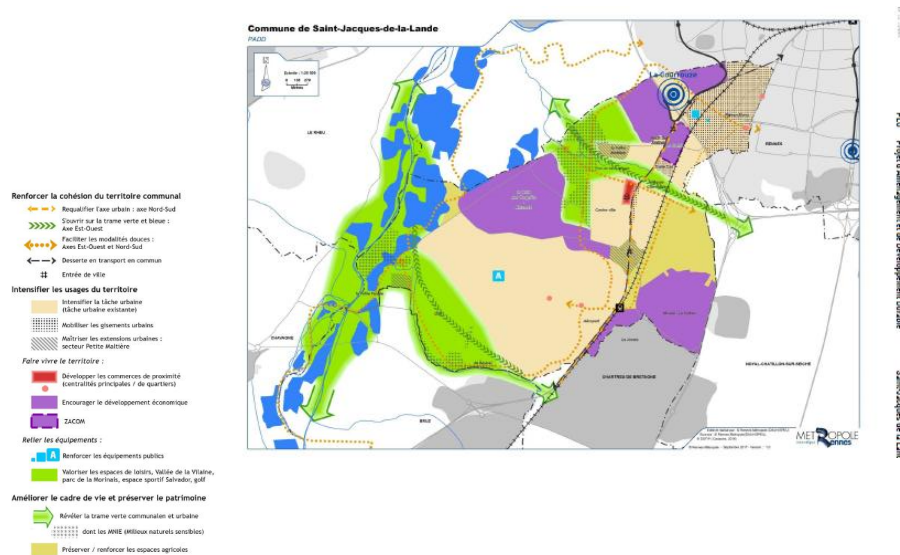 Commune de Saint-Jacques-de-la-Lande
PADD
LE RHEU
La Courrouze
RENNES
Centre-ville
A
Aéroport
CHAVAGNE
BRUZ
CHARTRES-DE-BRETAGNE
NOYAL-CHATILLON-SUR-SEICHE
METROPOLE
Rennes
Renforcer la cohésion du territoire communal
Requalifier l'axe urbain : axe Nord-Sud
S'ouvrir sur la trame verte et bleue :
Axe Est-Ouest
Faciliter les modalités douces :
Axes Est-Ouest et Nord-Sud
Desserte en transport en commun
Entrée de ville
Intensifier les usages du territoire
Intensifier la tâche urbaine
(tâche urbaine existante)
Mobiliser les gisements urbains
Maîtriser les extensions urbaines :
secteur Petite Maltière
Faire vivre le territoire :
Développer les commerces de proximité
(centralités principales / de quartiers)
Encourager le développement économique
ZACOM
Relier les équipements :
A Renforcer les équipements publics
Valoriser les espaces de loisirs, Vallée de la Vilaine,
parc de la Morinais, espace sportif Salvador, golf
Améliorer le cadre de vie et préserver le patrimoine
Révéler la trame verte communale et urbaine
dont les MNIE (Milieux naturels sensibles)
Préserver / renforcer les espaces agricoles